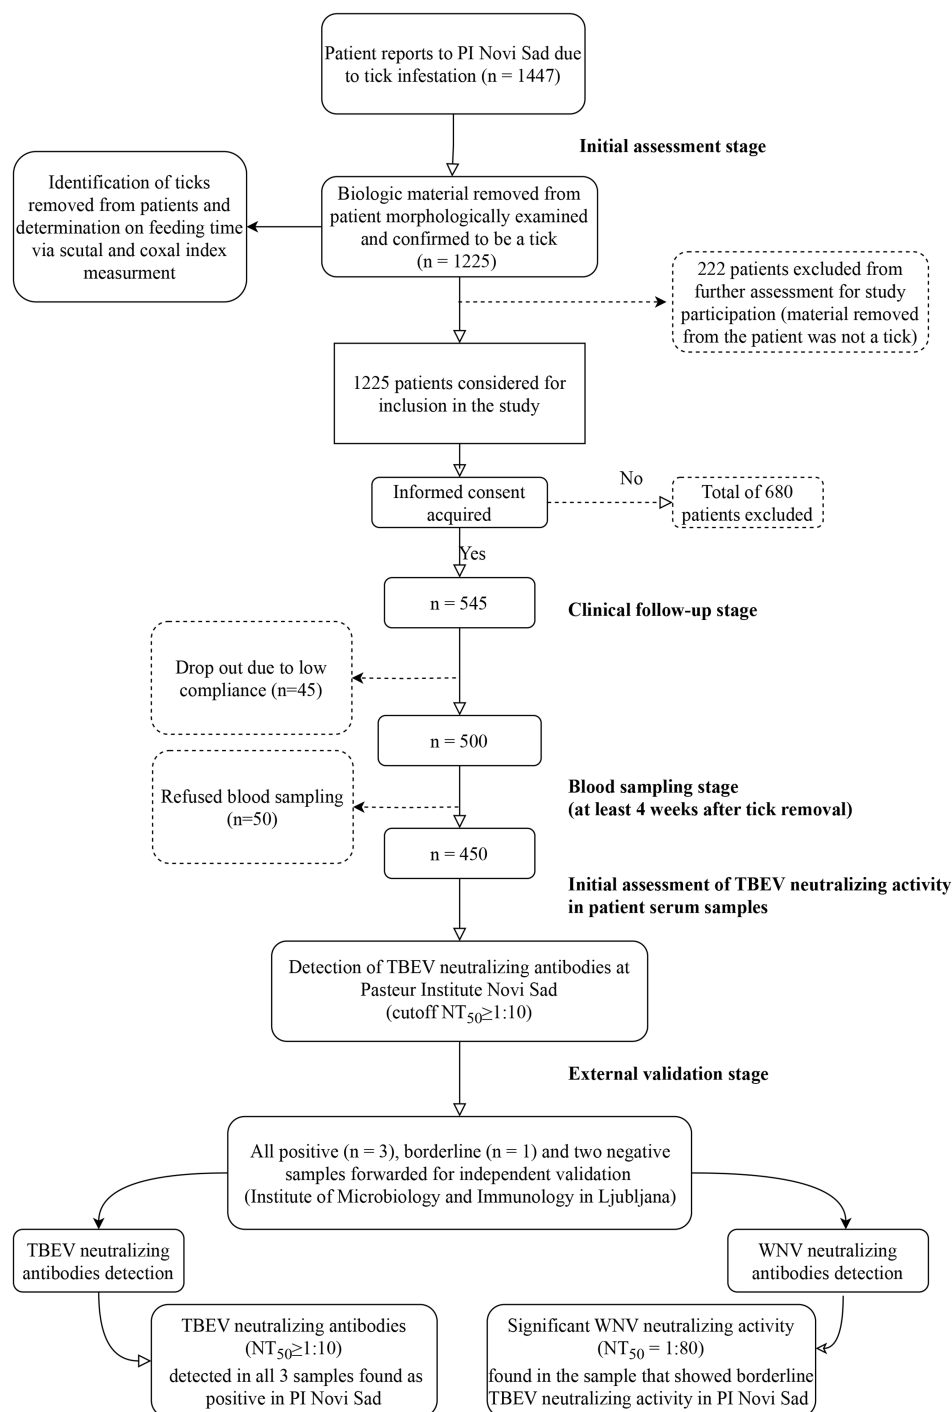 Patient reports to PI Novi Sad due
to tick infestation (n = 1447)
Initial assessment stage
Identification of ticks
removed from patients and
determination on feeding time
via scutal and coxal index
measurment
Biologic material removed from
patient morphologically examined
and confirmed to be a tick
(n = 1225)
222 patients excluded from
further assessment for study
participation (material removed
from the patient was not a tick)
1225 patients considered for
inclusion in the study
Informed consent
acquired
No
Total of 680
patients excluded
Yes
n = 545
Clinical follow-up stage
Drop out due to low
compliance (n=45)
n = 500
Blood sampling stage
(at least 4 weeks after tick removal)
Refused blood sampling
(n=50)
n = 450
Initial assessment of TBEV neutralizing activity
in patient serum samples
Detection of TBEV neutralizing antibodies at
Pasteur Institute Novi Sad
(cutoff NT50≥1:10)
External validation stage
All positive (n = 3), borderline (n = 1) and two negative
samples forwarded for independent validation
(Institute of Microbiology and Immunology in Ljubljana)
TBEV neutralizing
antibodies detection
WNV neutralizing
antibodies detection
TBEV neutralizing antibodies
(NT50≥1:10)
detected in all 3 samples found as
positive in PI Novi Sad
Significant WNV neutralizing activity
(NT50 = 1:80)
found in the sample that showed borderline
TBEV neutralizing activity in PI Novi Sad